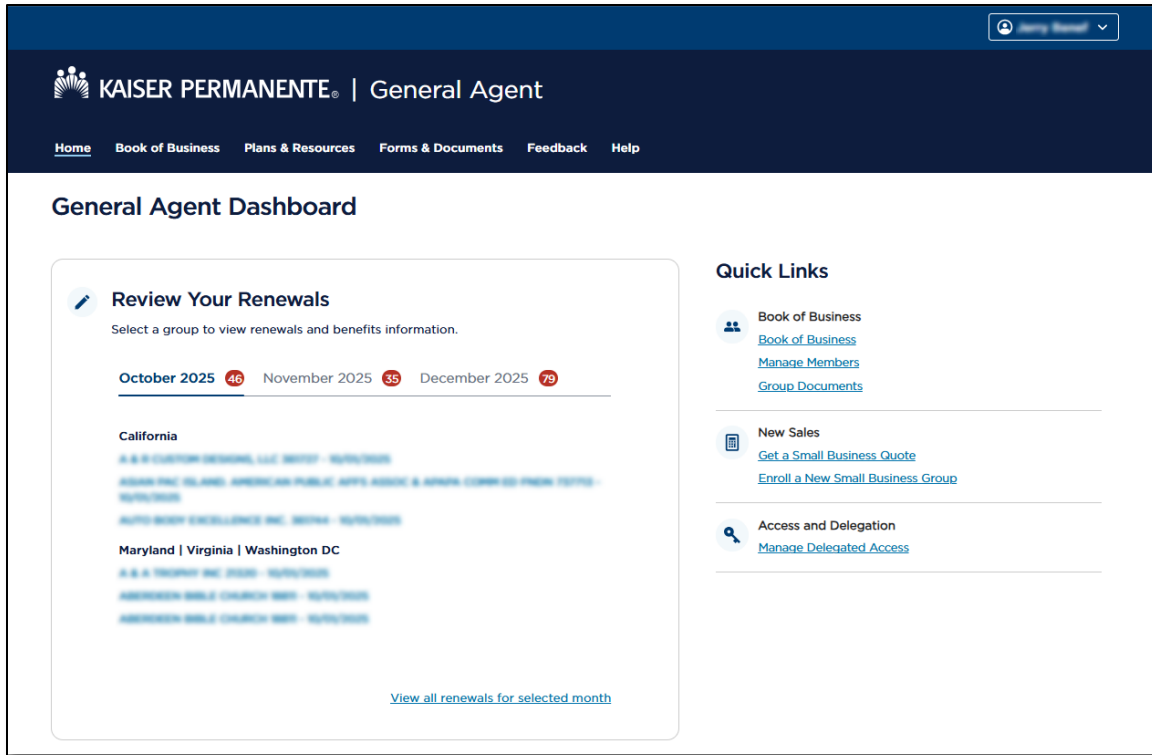 KAISER PERMANENTE® | General Agent
Home Book of Business Plans & Resources Forms & Documents Feedback Help
General Agent Dashboard
Review Your Renewals
Select a group to view renewals and benefits information.
October 2025 46 November 2025 35 December 2025 79
California
Maryland | Virginia | Washington DC
View all renewals for selected month
Quick Links
Book of Business
Book of Business
Manage Members
Group Documents
New Sales
Get a Small Business Quote
Enroll a New Small Business Group
Access and Delegation
Manage Delegated Access